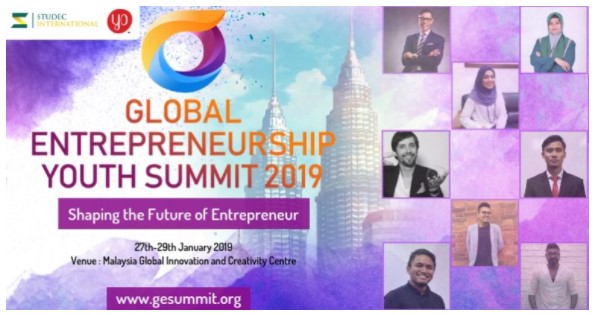 STUDEC
INTERNATIONAL
yo
GLOBAL
ENTREPRENEURSHIP
YOUTH SUMMIT 2019
Shaping the Future of Entrepreneur
27th-29th January 2019
Venue : Malaysia Global Innovation and Creativity Centre
www.gesummit.org